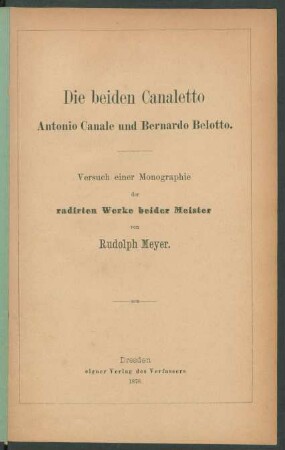 Die beiden Canaletto
Antonio Canale und Bernardo Belotto.
Versuch einer Monographie
der
radirten Werke beider Meister
von
Rudolph Meyer.
Dresden
eigner Verlag des Verfassers
1878.